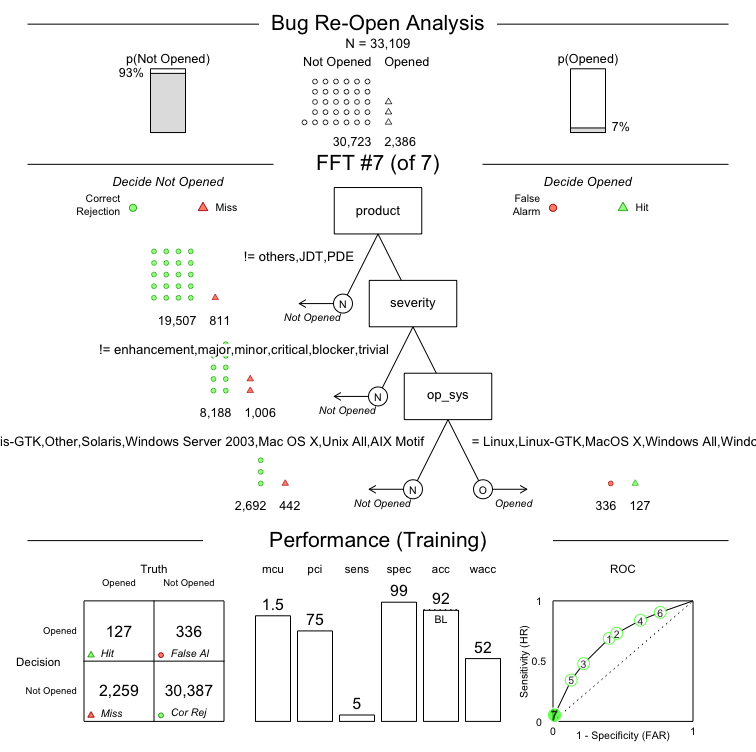 Bug Re-Open Analysis
N = 33,109
p(Not Opened)
Not Opened Opened
p(Opened)
93%
7%
30,723 2,386
FFT #7 (of 7)
Decide Not Opened
Decide Opened
Correct Rejection
Miss
False Alarm
Hit
product
!= others,JDT,PDE
N
Not Opened
severity
19,507 811
!= enhancement,major,minor,critical,blocker,trivial
N
Not Opened
op_sys
8,188 1,006
is-GTK,Other,Solaris,Windows Server 2003,Mac OS X,Unix All,AIX Motif
= Linux,Linux-GTK,MacOS X,Windows All,Windo
N
Not Opened
O
Opened
2,692 442
336 127
Performance (Training)
Truth
Opened Not Opened
Decision
Opened
127
Hit
336
False Al
Not Opened
2,259
Miss
30,387
Cor Rej
mcu pci sens spec acc wacc
1.5 75 5 99 92 52
BL
ROC
1
0.5
0
Sensitivity (HR)
6
4
2
1
3
5
7
0 1
1 - Specificity (FAR)